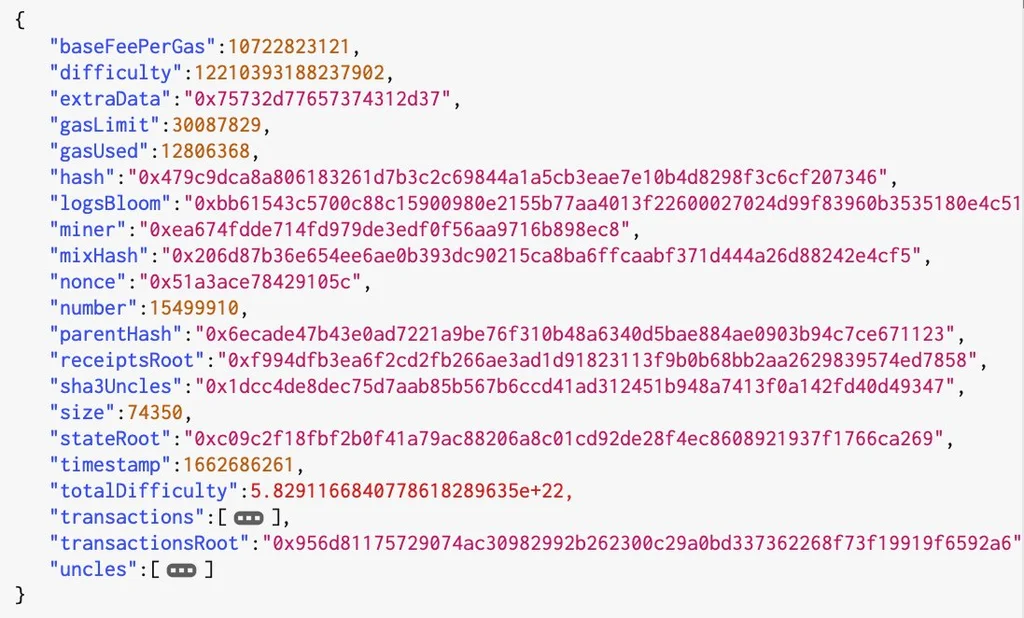 {
"baseFeePerGas":10722823121,
"difficulty":12210393188237902,
"extraData":"0x75732d77657374312d37",
"gasLimit":30087829,
"gasUsed":12806368,
"hash":"0x479c9dca8a806183261d7b3c2c69844a1a5cb3eae7e10b4d8298f3c6cf207346",
"logsBloom":"0xbb61543c5700c88c15900980e2155b77aa4013f22600027024d99f83960b3535180e4c51
"miner":"0xea674fdde714fd979de3edf0f56aa9716b898ec8",
"mixHash":"0x206d87b36e654ee6ae0b393dc90215ca8ba6ffcaabf371d444a26d88242e4cf5",
"nonce":"0x51a3ace78429105c",
"number":15499910,
"parentHash":"0x6ecade47b43e0ad7221a9be76f310b48a6340d5bae884ae0903b94c7ce671123",
"receiptsRoot":"0xf994dfb3ea6f2cd2fb266ae3ad1d91823113f9b0b68bb2aa2629839574ed7858",
"sha3Uncles":"0x1dcc4de8dec75d7aab85b567b6ccd41ad312451b948a7413f0a142fd40d49347",
"size":74350,
"stateRoot":"0xc09c2f18fbf2b0f41a79ac88206a8c01cd92de28f4ec8608921937f1766ca269",
"timestamp":1662686261,
"totalDifficulty":5.8291166840778618289635e+22,
"transactions":[ ],
"transactionsRoot":"0x956d81175729074ac30982992b262300c29a0bd337362268f73f19919f6592a6"
"uncles":[ ]
}